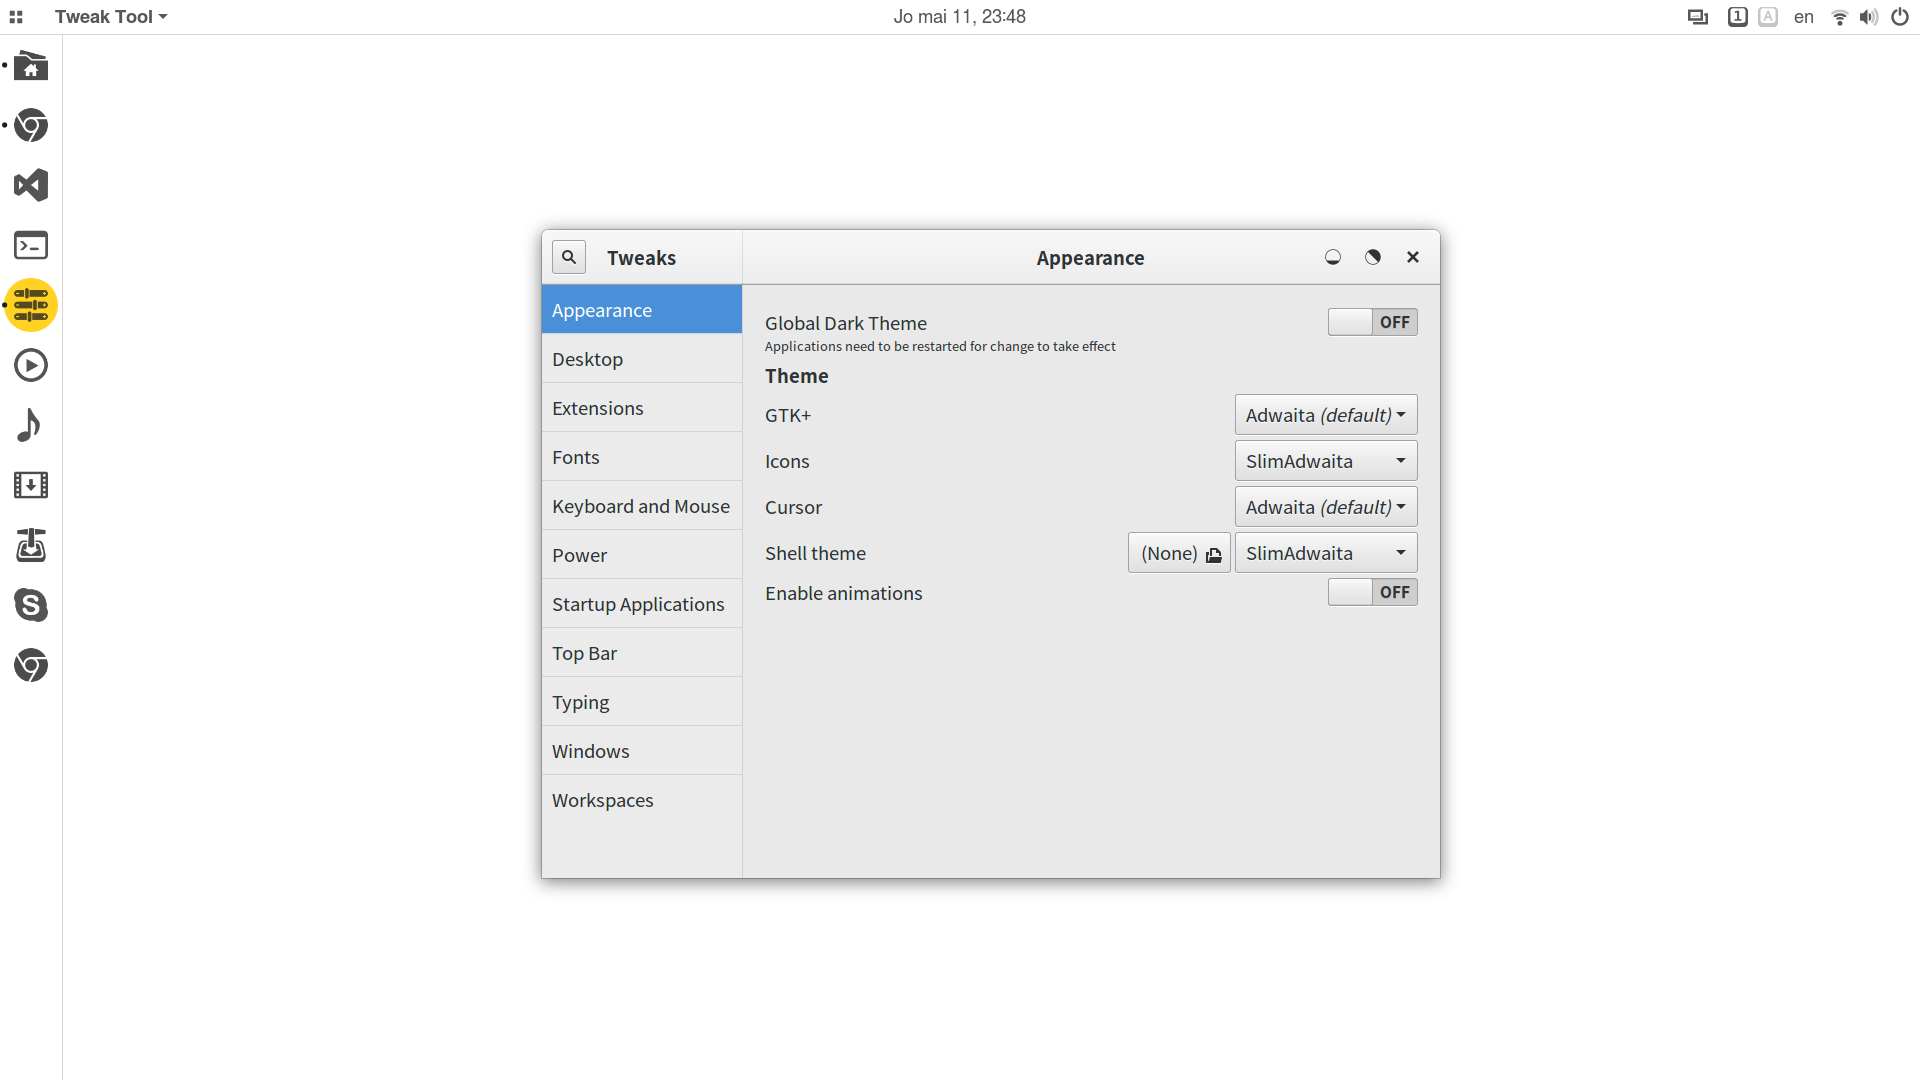 Tweak Tool
Jo mai 11, 23:48
1
A
en
Tweaks
Appearance
Appearance
Desktop
Extensions
Fonts
Keyboard and Mouse
Power
Startup Applications
Top Bar
Typing
Windows
Workspaces
Global Dark Theme OFF
Applications need to be restarted for change to take effect
Theme
GTK+ Adwaita (default)
Icons SlimAdwaita
Cursor Adwaita (default)
Shell theme (None) SlimAdwaita
Enable animations OFF